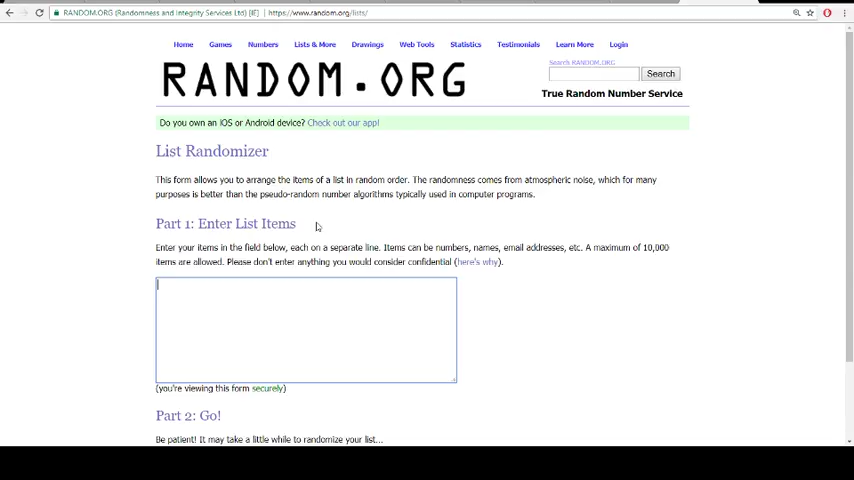 RANDOM.ORG (Randomness and Integrity Services Ltd) [IE] | https://www.random.org/lists/
Home Games Numbers Lists & More Drawings Web Tools Statistics Testimonials Learn More Login
RANDOM.ORG
Search RANDOM.ORG
Search
True Random Number Service
Do you own an iOS or Android device? Check out our app!
List Randomizer
This form allows you to arrange the items of a list in random order. The randomness comes from atmospheric noise, which for many
purposes is better than the pseudo-random number algorithms typically used in computer programs.
Part 1: Enter List Items
Enter your items in the field below, each on a separate line. Items can be numbers, names, email addresses, etc. A maximum of 10,000
items are allowed. Please don't enter anything you would consider confidential (here's why).
(you're viewing this form securely)
Part 2: Go!
Be patient! It may take a little while to randomize your list...